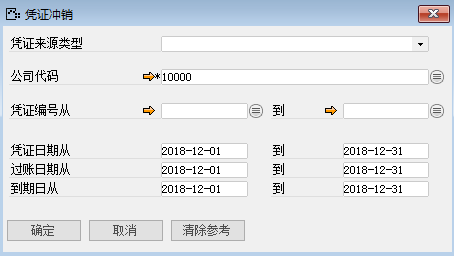 凭证冲销
凭证来源类型
公司代码 *10000
凭证编号从 到
凭证日期从 2018-12-01 到 2018-12-31
过账日期从 2018-12-01 到 2018-12-31
到期日从 2018-12-01 到 2018-12-31
确定 取消 清除参考